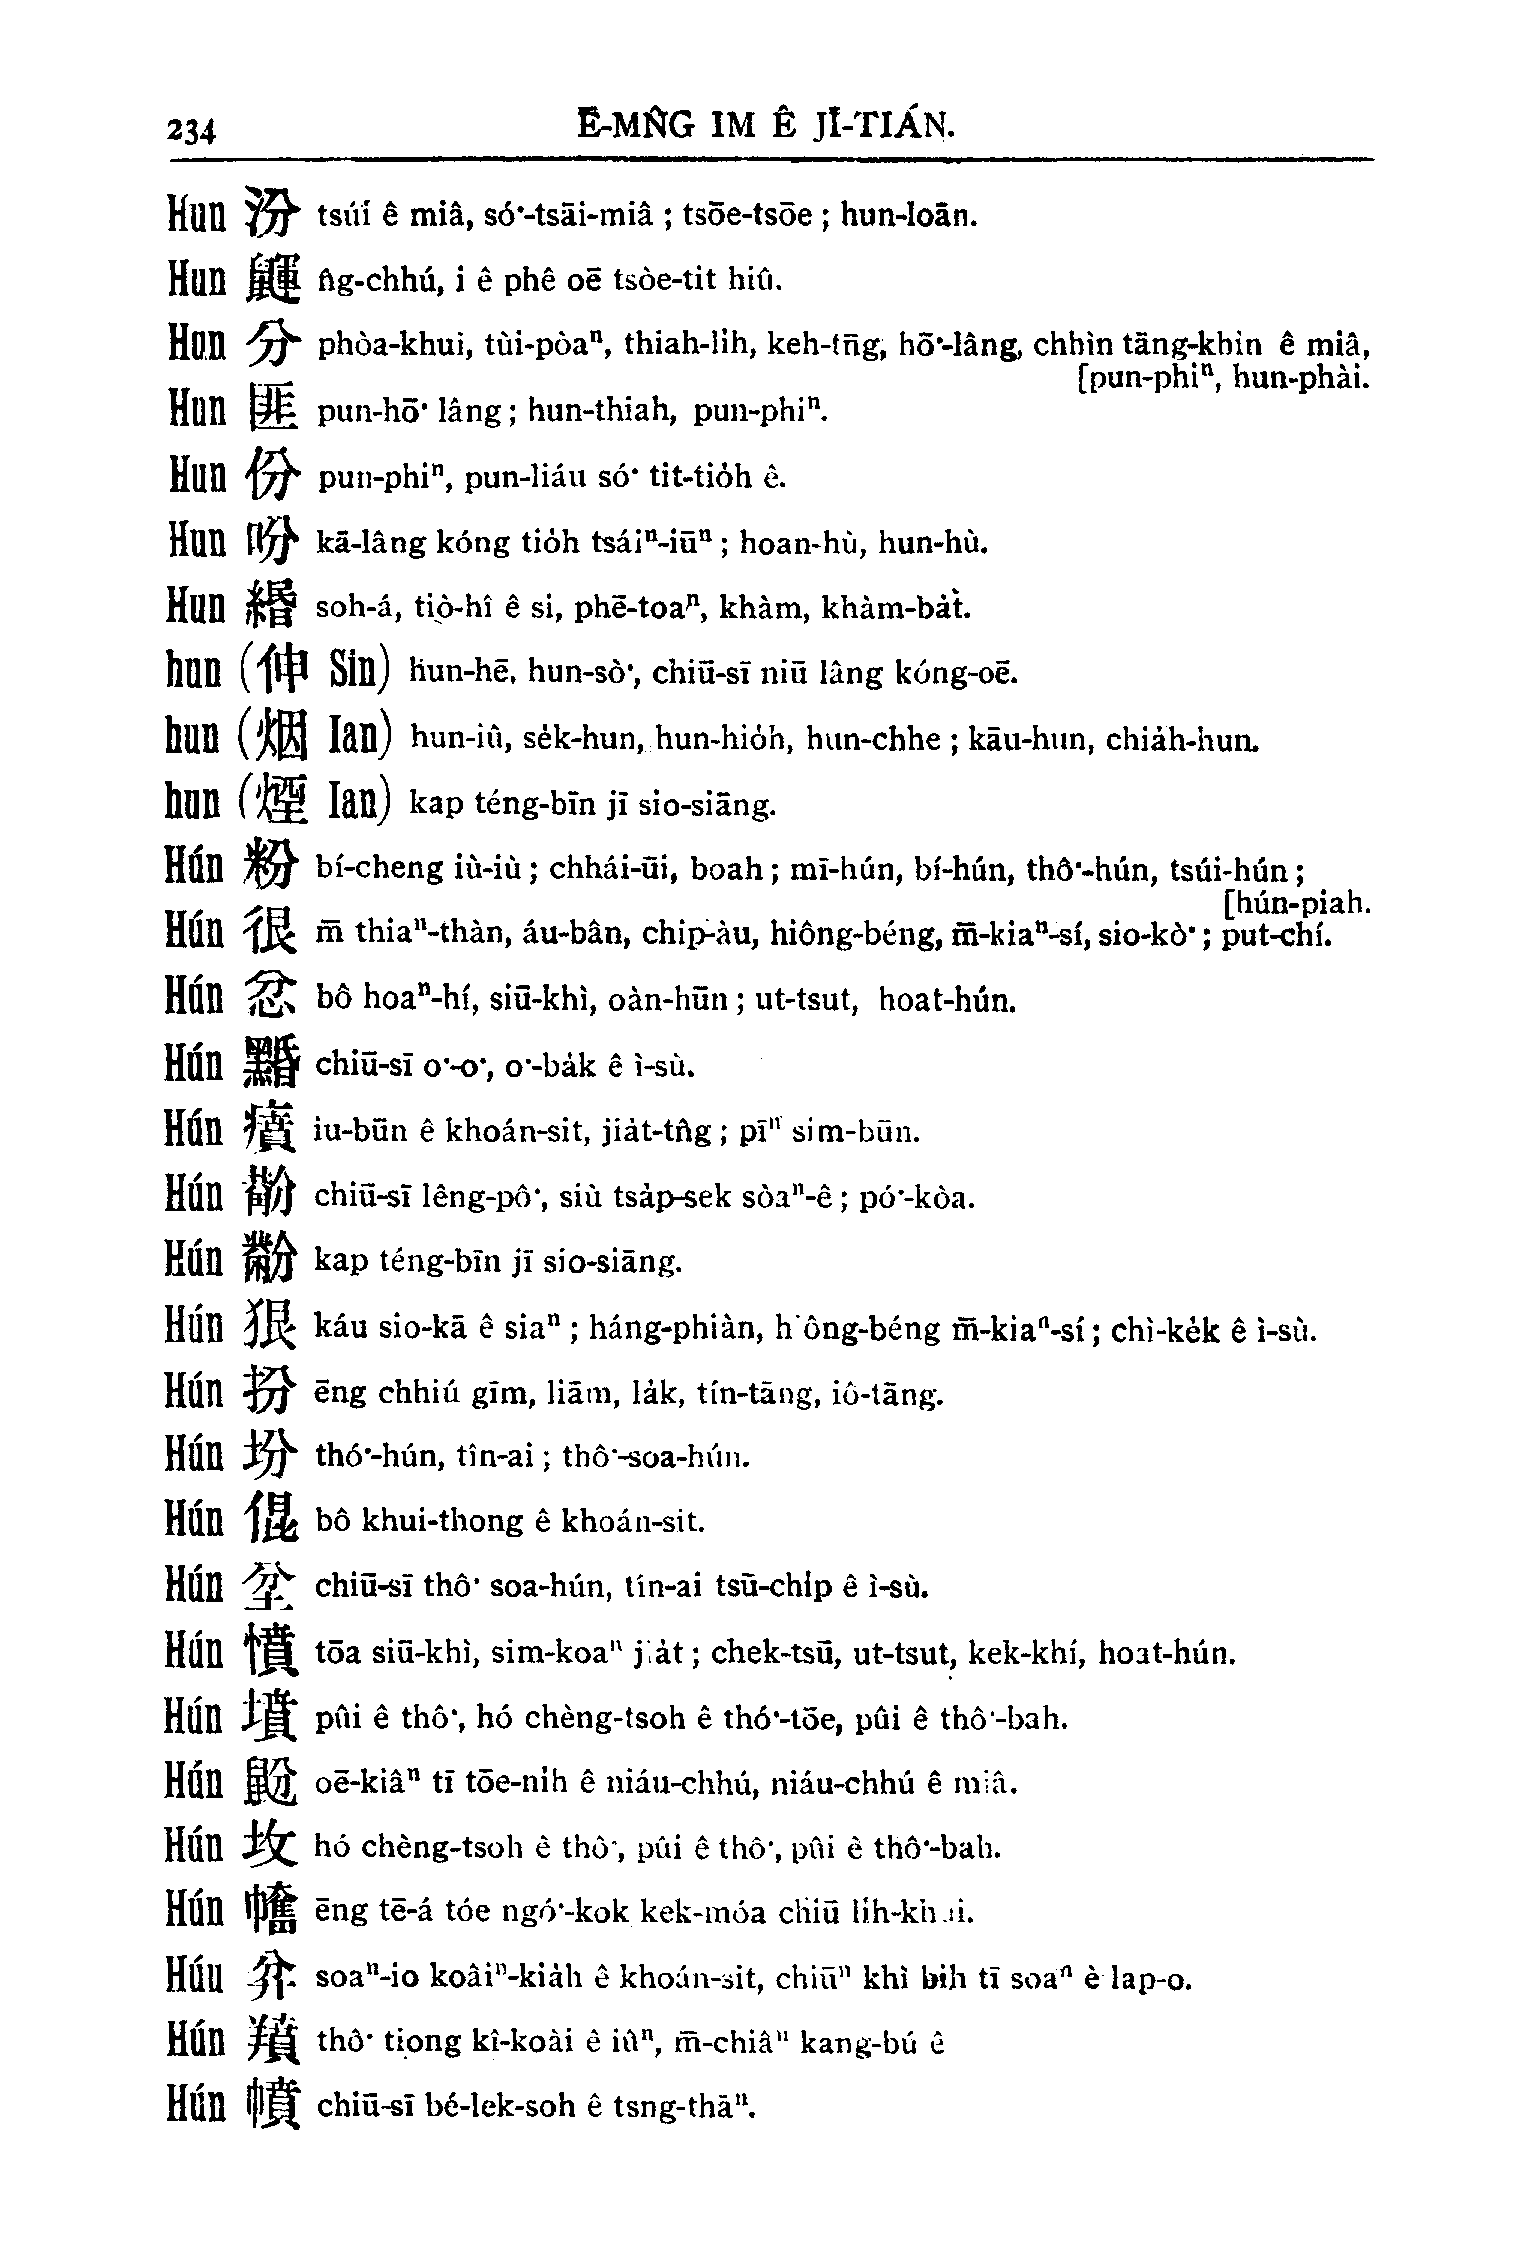 234 Ē-MN̂G IM Ê JĪ-TIÁN.
Hun 汾 tsúi ê miâ, só͘-tsāi-miâ ; tsōe-tsōe ; hun-loān.
Hun 鼲 n̂g-chhú, i ê phê oē tsòe-tit hiû.
Hun 分 phòa-khui, tùi-pòaⁿ, thiah-li̍h, keh-tn̄g, hō͘-lâng, chhìn tāng-khin ê miâ,
[pun-phiⁿ, hun-phài.
Hun 匪 pun-hō͘ lâng ; hun-thiah, pun-phiⁿ.
Hun 份 pun-phiⁿ, pun-liáu só͘ tit-tio̍h ê.
Hun 吩 kā-lâng kóng tio̍h tsáiⁿ-iūⁿ ; hoan-hù, hun-hù.
Hun 緡 soh-á, tiò-hî ê si, phē-toaⁿ, khàm, khàm-ba̍t.
hun (伸 Sin) hun-hē, hun-sò͘, chiū-sī niū lâng kóng-oē.
hun (烟 Ian) hun-iû, se̍k-hun, hun-hio̍h, hun-chhe ; kāu-hun, chia̍h-hun.
hun (煙 Ian) kap téng-bīn jī sio-siāng.
Hún 粉 bí-cheng iù-iù ; chhái-ūi, boah ; mī-hún, bí-hún, thô͘-hún, tsúi-hún ;
[hún-piah.
Hún 很 m̄ thiaⁿ-thàn, áu-bân, chip-àu, hiông-béng, m̄-kiaⁿ-sí, sio-kò͘ ; put-chí.
Hún 忿 bô hoaⁿ-hí, siū-khì, oàn-hūn ; ut-tsut, hoat-hún.
Hún 黺 chiū-sī o͘-o͘, o͘-ba̍k ê ì-sù.
Hún 癀 iu-būn ê khoán-sit, jia̍t-tn̂g ; pīⁿ sim-būn.
Hún chiū-sī lêng-pô͘, siù tsa̍p-sek sòaⁿ-ê ; pó͘-kòa.
Hún 黺 kap téng-bīn jī sio-siāng.
Hún 狠 káu sio-kā ê siaⁿ ; háng-phiàn, hiông-béng m̄-kiaⁿ-sí ; chì-ke̍k ê ì-sù.
Hún 扮 ēng chhiú gīm, liām, la̍k, tín-tāng, iô-tāng.
Hún 坋 thó͘-hún, tîn-ai ; thô͘-soa-hún.
Hún 倱 bô khui-thong ê khoán-sit.
Hún 坌 chiū-sī thô͘ soa-hún, tín-ai tsū-chi̍p ê ì-sù.
Hún 憤 tōa siū-khì, sim-koaⁿ jia̍t ; chek-tsū, ut-tsut, kek-khí, hoat-hún.
Hún 墳 pûi ê thô͘, hó chèng-tsoh ê thó͘-tōe, pûi ê thô͘-bah.
Hún 鼢 oē-kiâⁿ tī tōe-ni̍h ê niáu-chhú, niáu-chhú ê miâ.
Hún 坆 hó chèng-tsoh ê thô͘, pûi ê thô͘, pûi ê thô͘-bah.
Hún ēng tē-á tóe ngó͘-kok kek-móa chiū li̍h-khui.
Hún soaⁿ-io koâiⁿ-kia̍h ê khoán-sit, chiūⁿ khì bi̍h tī soaⁿ ê lap-o.
Hún 羵 thô͘ tiong kî-koài ê iûⁿ, m̄-chiâⁿ kang-bú ê
Hún 幩 chiū-sī bé-lek-soh ê tsng-thāⁿ.